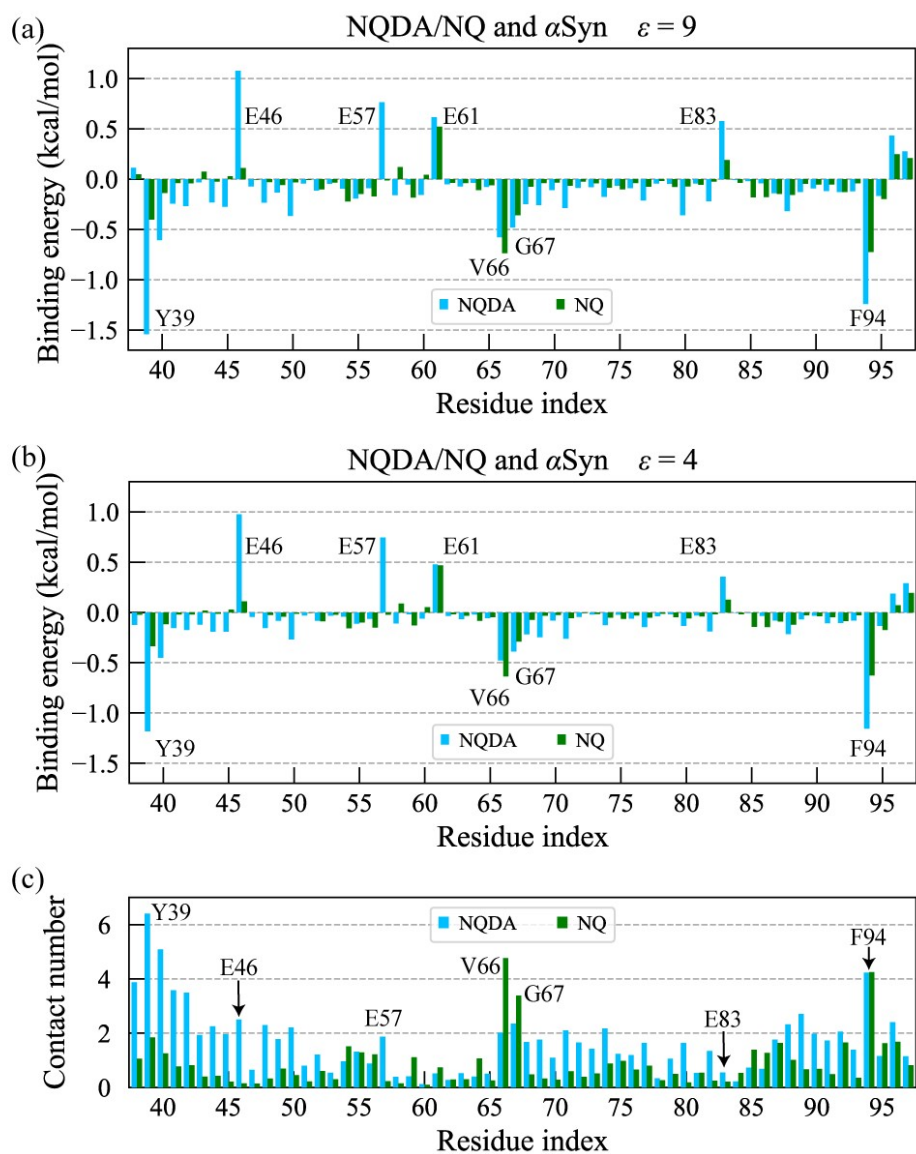 (a)
NQDA/NQ and αSyn ε = 9
Binding energy (kcal/mol)
1.0
0.5
0.0
−0.5
−1.0
−1.5
E46
E57
E61
E83
V66
G67
Y39
F94
NQDA NQ
40 45 50 55 60 65 70 75 80 85 90 95
Residue index
(b)
NQDA/NQ and αSyn ε = 4
Binding energy (kcal/mol)
1.0
0.5
0.0
−0.5
−1.0
−1.5
E46
E57
E61
E83
V66
G67
Y39
F94
NQDA NQ
40 45 50 55 60 65 70 75 80 85 90 95
Residue index
(c)
Contact number
6
4
2
0
Y39
E46
E57
V66
G67
E83
F94
NQDA NQ
40 45 50 55 60 65 70 75 80 85 90 95
Residue index